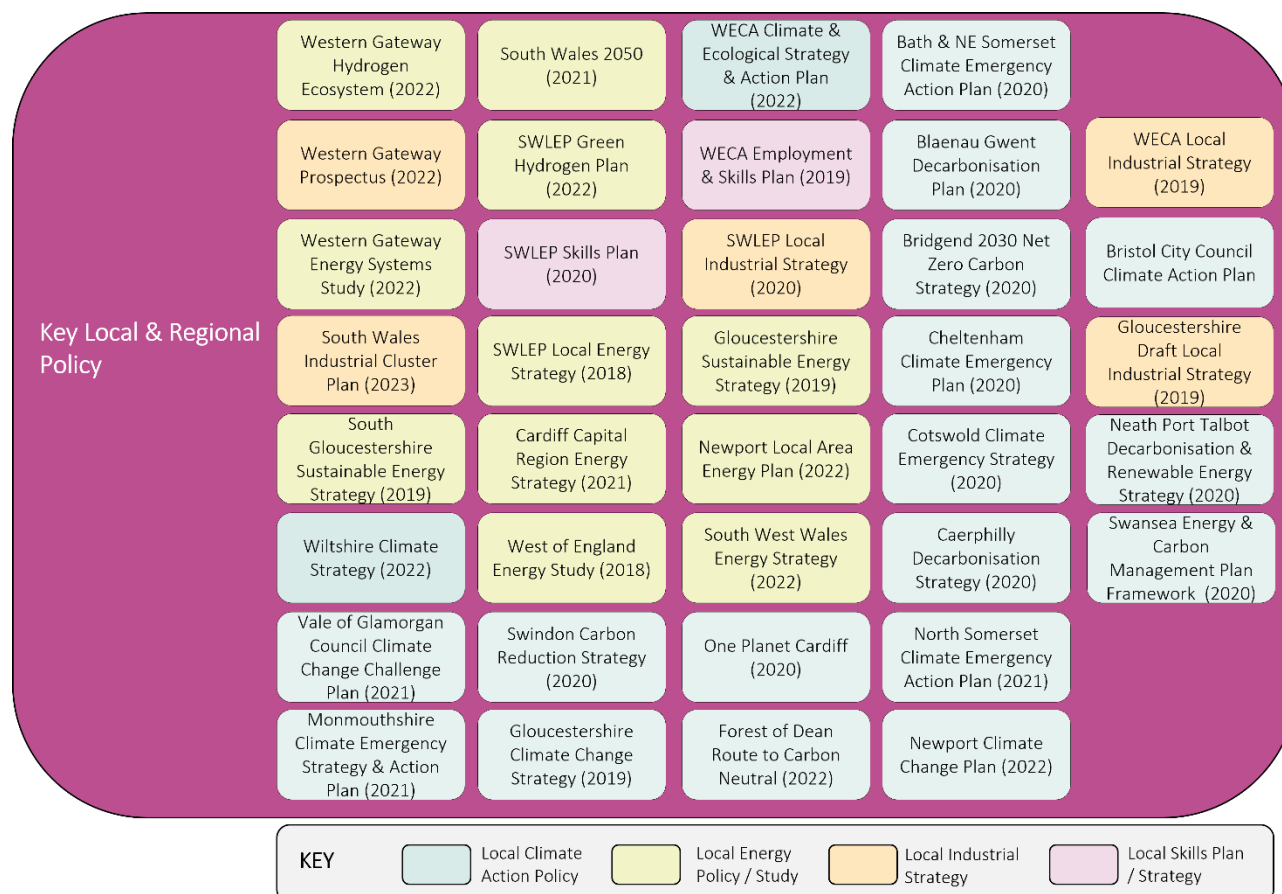 Key Local & Regional
Policy
Western Gateway
Hydrogen
Ecosystem (2022)
South Wales 2050
(2021)
WECA Climate &
Ecological Strategy
& Action Plan
(2022)
Bath & NE Somerset
Climate Emergency
Action Plan (2020)
Western Gateway
Prospectus (2022)
SWLEP Green
Hydrogen Plan
(2022)
WECA Employment
& Skills Plan (2019)
Blaenau Gwent
Decarbonisation
Plan (2020)
WECA Local
Industrial Strategy
(2019)
Western Gateway
Energy Systems
Study (2022)
SWLEP Skills Plan
(2020)
SWLEP Local
Industrial Strategy
(2020)
Bridgend 2030 Net
Zero Carbon
Strategy (2020)
Bristol City Council
Climate Action Plan
South Wales
Industrial Cluster
Plan (2023)
SWLEP Local Energy
Strategy (2018)
Gloucestershire
Sustainable Energy
Strategy (2019)
Cheltenham
Climate Emergency
Plan (2020)
Gloucestershire
Draft Local
Industrial Strategy
(2019)
South
Gloucestershire
Sustainable Energy
Strategy (2019)
Cardiff Capital
Region Energy
Strategy (2021)
Newport Local Area
Energy Plan (2022)
Cotswold Climate
Emergency Strategy
(2020)
Neath Port Talbot
Decarbonisation &
Renewable Energy
Strategy (2020)
Wiltshire Climate
Strategy (2022)
West of England
Energy Study (2018)
South West Wales
Energy Strategy
(2022)
Caerphilly
Decarbonisation
Strategy (2020)
Swansea Energy &
Carbon
Management Plan
Framework (2020)
Vale of Glamorgan
Council Climate
Change Challenge
Plan (2021)
Swindon Carbon
Reduction Strategy
(2020)
One Planet Cardiff
(2020)
North Somerset
Climate Emergency
Action Plan (2021)
Monmouthshire
Climate Emergency
Strategy & Action
Plan (2021)
Gloucestershire
Climate Change
Strategy (2019)
Forest of Dean
Route to Carbon
Neutral (2022)
Newport Climate
Change Plan (2022)
KEY
Local Climate
Action Policy
Local Energy
Policy / Study
Local Industrial
Strategy
Local Skills Plan
/ Strategy